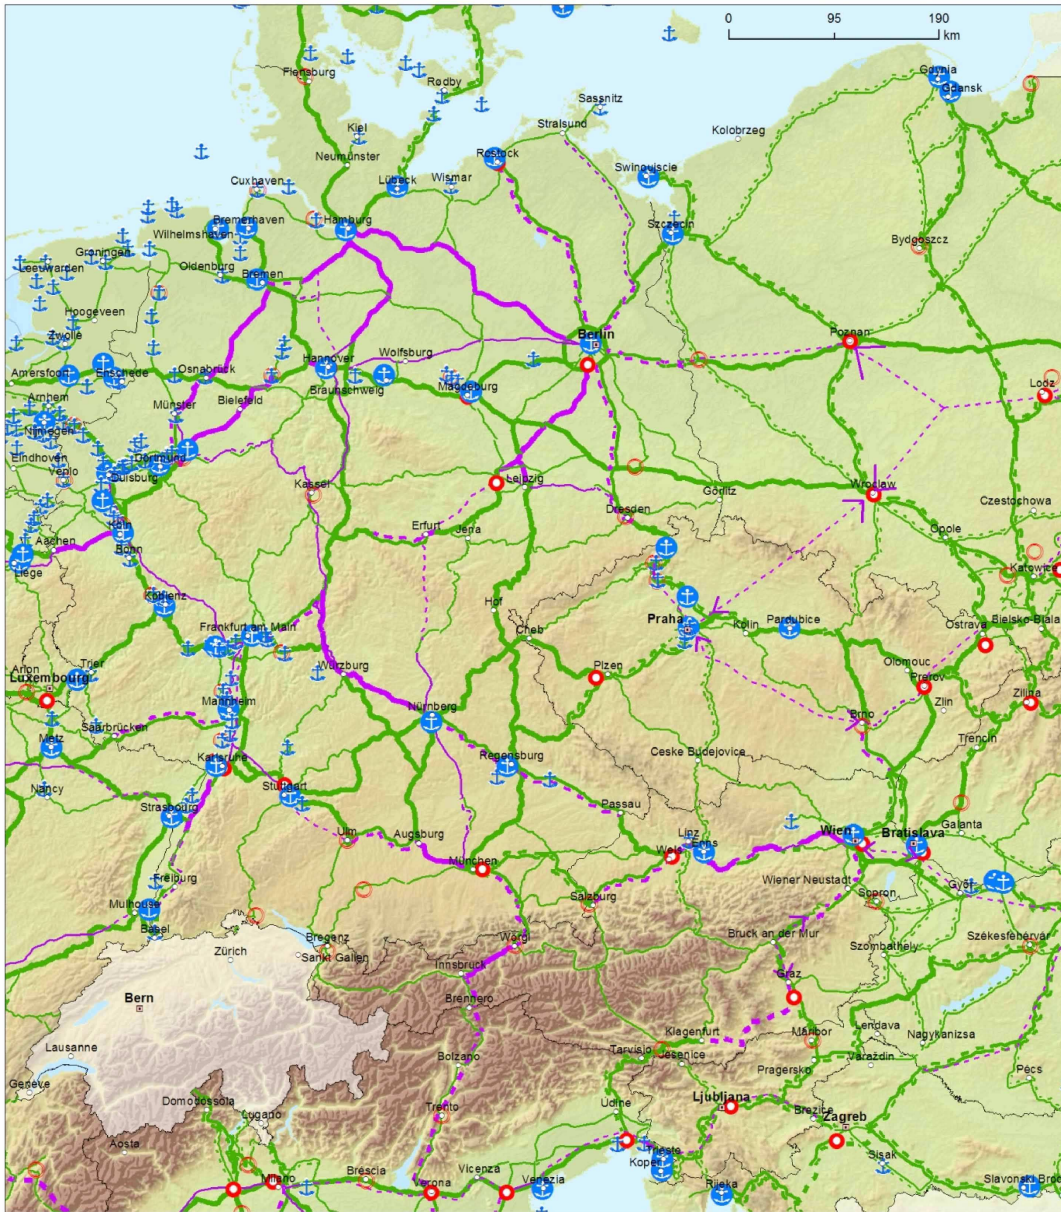 0 95 190
km
Flensburg
Rødby
Gdynia
Gdansk
Sassnitz
Stralsund
Kolobrzeg
Kiel
Neumünster
Rostock
Swinoujscie
Cuxhaven
Lübeck
Wismar
Bremerhaven
Hamburg
Szczecin
Wilhelmshaven
Groningen
Bydgoszcz
Leeuwarden
Oldenburg
Bremen
Hoogeveen
Zwolle
Berlin
Poznan
Hannover
Wolfsburg
Amersfoort
Enschede
Osnabrück
Braunschweig
Magdeburg
Lodz
Arnhem
Münster
Bielefeld
Nijmegen
Eindhoven
Dortmund
Venlo
Duisburg
Kassel
Leipzig
Görlitz
Wroclaw
Czestochowa
Dresden
Köln
Erfurt
Jena
Opole
Aachen
Bonn
Liège
Katowice
Koblenz
Hof
Praha
Kolin
Pardubice
Ostrava
Bielsko-Biala
Frankfurt am Main
Cheb
Arlon
Trier
Luxembourg
Würzburg
Plzen
Olomouc
Prerov
Zilina
Mannheim
Nürnberg
Zlin
Brno
Saarbrücken
Metz
Trencin
Karlsruhe
Regensburg
Ceske Budejovice
Nancy
Stuttgart
Strasbourg
Passau
Ulm
Augsburg
Linz
Enns
Wien
Bratislava
Galanta
Wels
München
Freiburg
Wiener Neustadt
Sopron
Györ
Mulhouse
Salzburg
Basel
Bregenz
Wörgl
Bruck an der Mur
Szombathely
Székesfehérvár
Zürich
Sankt Gallen
Innsbruck
Graz
Bern
Brennero
Lausanne
Klagenfurt
Maribor
Lendava
Nagykanizsa
Tarvisio
Jesenice
Varaždin
Bolzano
Pragersko
Pécs
Genève
Domodossola
Trento
Udine
Ljubljana
Lugano
Brezice
Zagreb
Aosta
Trieste
Sisak
Koper
Milano
Brescia
Vicenza
Verona
Venezia
Rijeka
Slavonski Brod